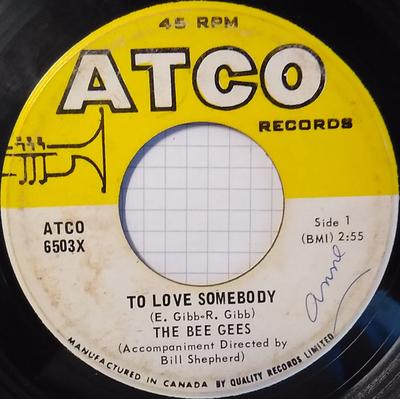 45 RPM
ATCO
RECORDS
ATCO
6503X
Side 1
(BMI) 2:55
anne
TO LOVE SOMEBODY
(E. Gibb-R. Gibb)
THE BEE GEES
(Accompaniment Directed by
Bill Shepherd)
MANUFACTURED IN CANADA BY QUALITY RECORDS LIMITED